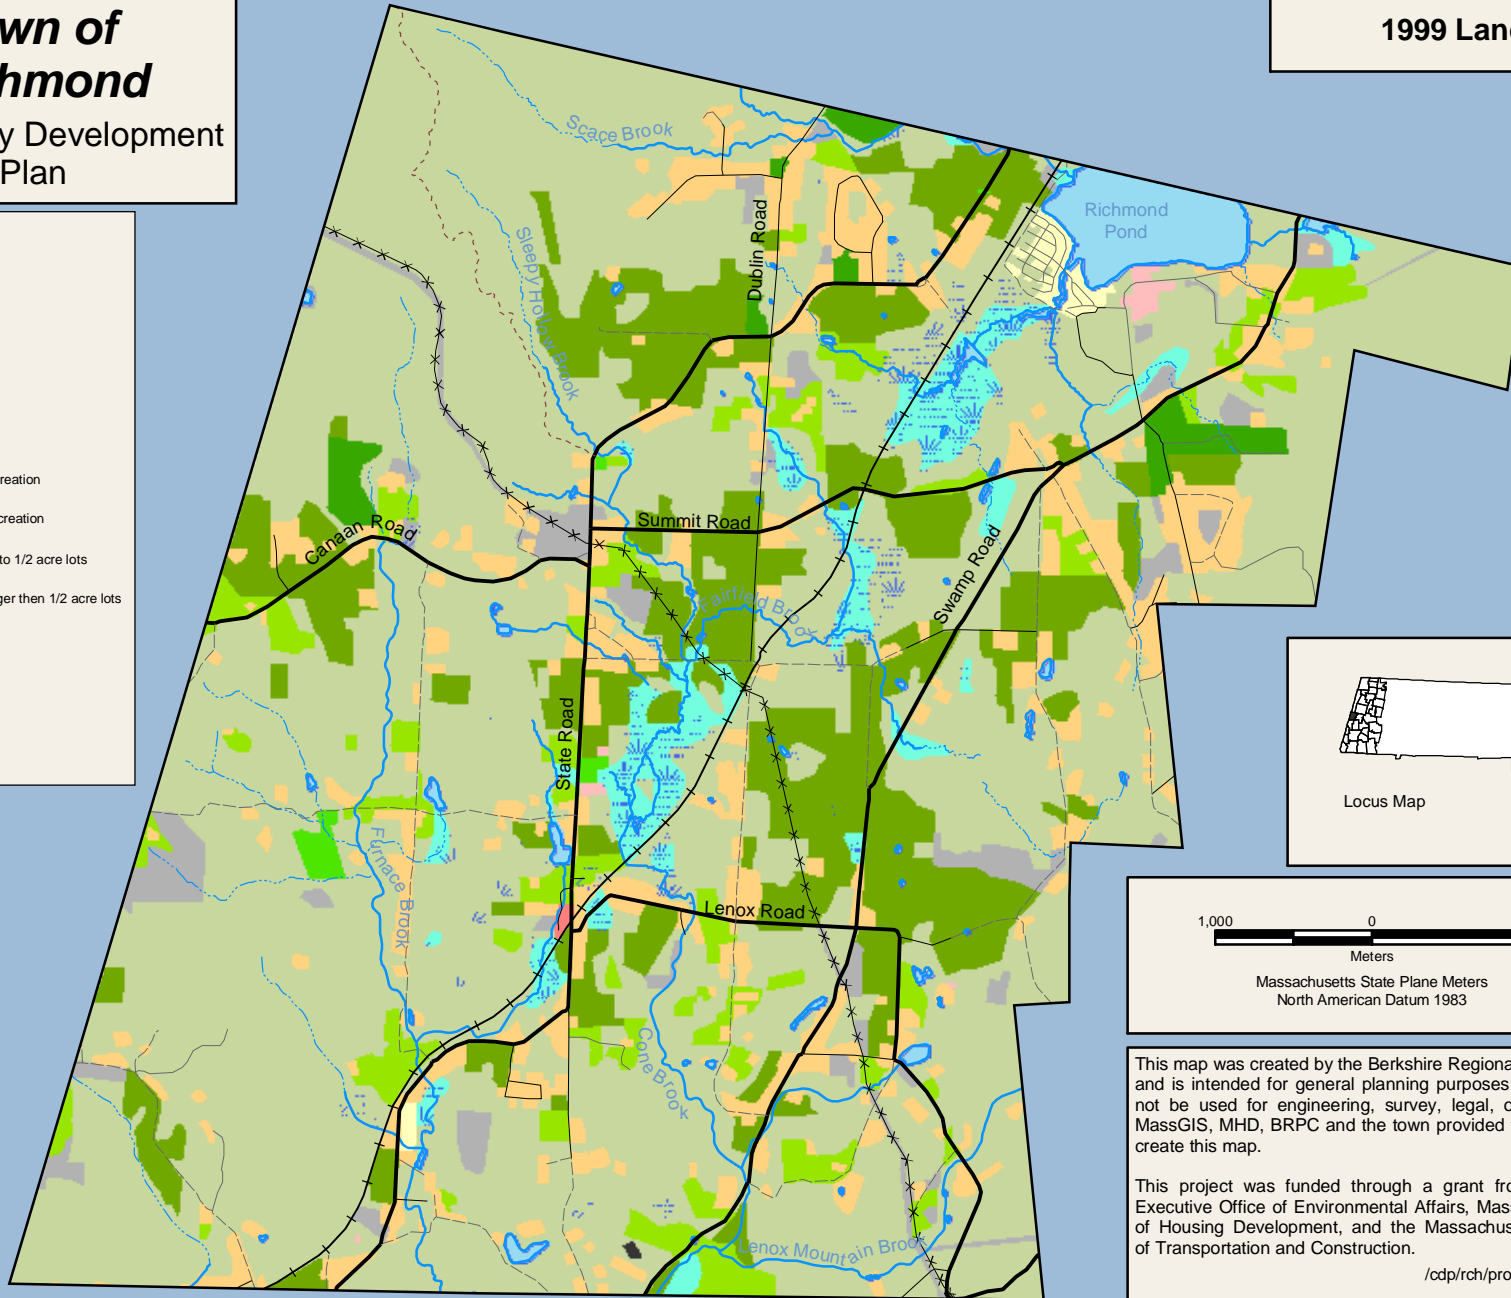 wn of
hmond
y Development
Plan
1999 Lan
reation
creation
to 1/2 acre lots
ger then 1/2 acre lots
Scace Brook
Richmond
Pond
Dublin Road
Sleepy Hollow Brook
Canaan Road
Summit Road
Swamp Road
Fairfield Brook
State Road
Furnace Brook
Lenox Road
Cone Brook
Lenox Mountain Brook
Locus Map
1,000 0
Meters
Massachusetts State Plane Meters
North American Datum 1983
This map was created by the Berkshire Regiona
and is intended for general planning purposes
not be used for engineering, survey, legal, o
MassGIS, MHD, BRPC and the town provided
create this map.
This project was funded through a grant fro
Executive Office of Environmental Affairs, Mas
of Housing Development, and the Massachus
of Transportation and Construction.
/cdp/rch/pro